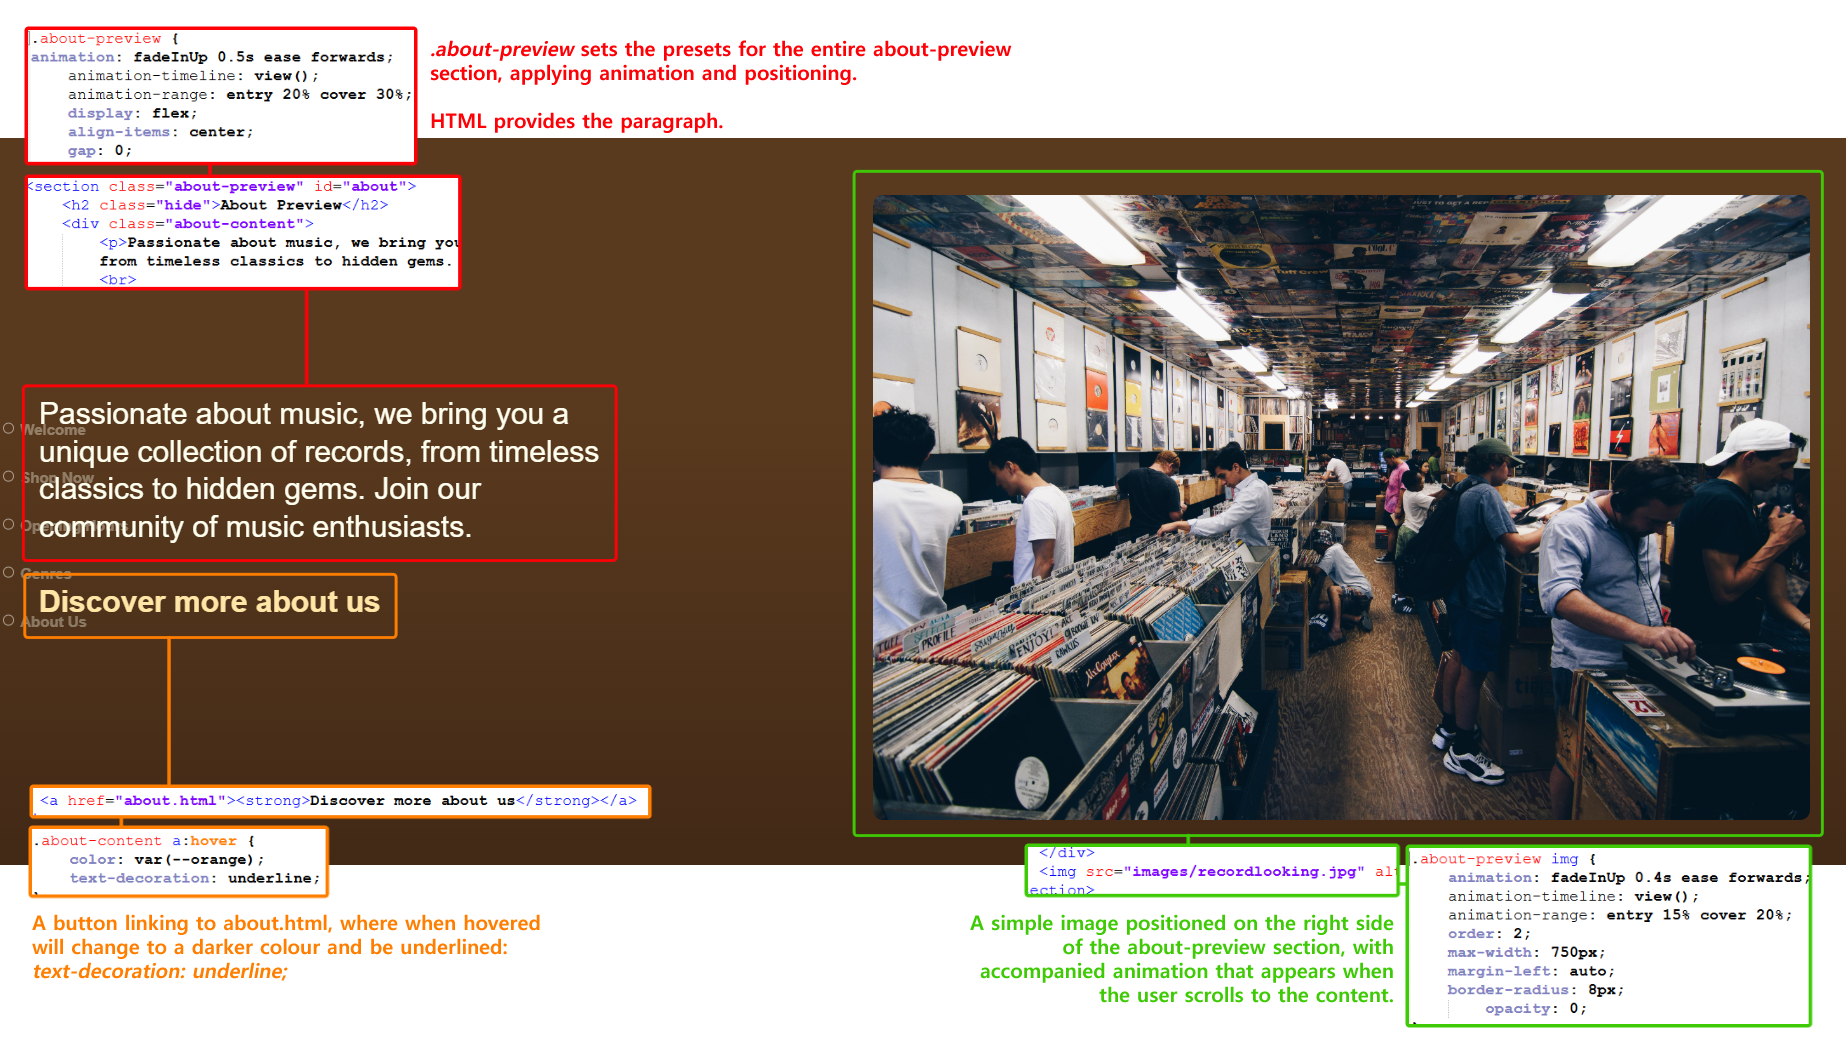 .about-preview {
animation: fadeInUp 0.5s ease forwards;
animation-timeline: view();
animation-range: entry 20% cover 30%;
display: flex;
align-items: center;
gap: 0;
.about-preview sets the presets for the entire about-preview
section, applying animation and positioning.
HTML provides the paragraph.
<section class="about-preview" id="about">
<h2 class="hide">About Preview</h2>
<div class="about-content">
<p>Passionate about music, we bring you
from timeless classics to hidden gems.
<br>
Passionate about music, we bring you a
unique collection of records, from timeless
classics to hidden gems. Join our
community of music enthusiasts.
Welcome
Shop Now
Genres
About Us
Discover more about us
<a href="about.html"><strong>Discover more about us</strong></a>
.about-content a:hover {
color: var(--orange);
text-decoration: underline;
A button linking to about.html, where when hovered
will change to a darker colour and be underlined:
text-decoration: underline;
</div>
<img src="images/recordlooking.jpg" alt
ection>
A simple image positioned on the right side
of the about-preview section, with
accompanied animation that appears when
the user scrolls to the content.
.about-preview img {
animation: fadeInUp 0.4s ease forwards;
animation-timeline: view();
animation-range: entry 15% cover 20%;
order: 2;
max-width: 750px;
margin-left: auto;
border-radius: 8px;
opacity: 0;
PROFILE
ENJOY!